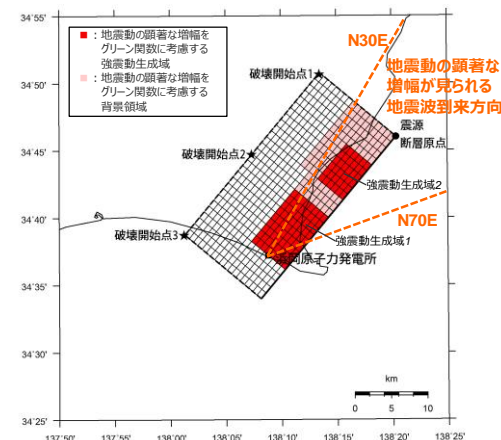 34˚55'
34˚50'
34˚45'
34˚40'
34˚35'
34˚30'
34˚25'
137˚50'
137˚55'
138˚00'
138˚05'
138˚10'
138˚15'
138˚20'
138˚25'
■：地震動の顕著な増幅を
グリーン関数に考慮する
強震動生成域
■：地震動の顕著な増幅を
グリーン関数に考慮する
背景領域
N30E
地震動の顕著な
増幅が見られる
地震波到来方向
破壊開始点1
震源
断層原点
破壊開始点2
強震動生成域2
N70E
破壊開始点3
強震動生成域1
岡原子力発電所
km
0 5 10